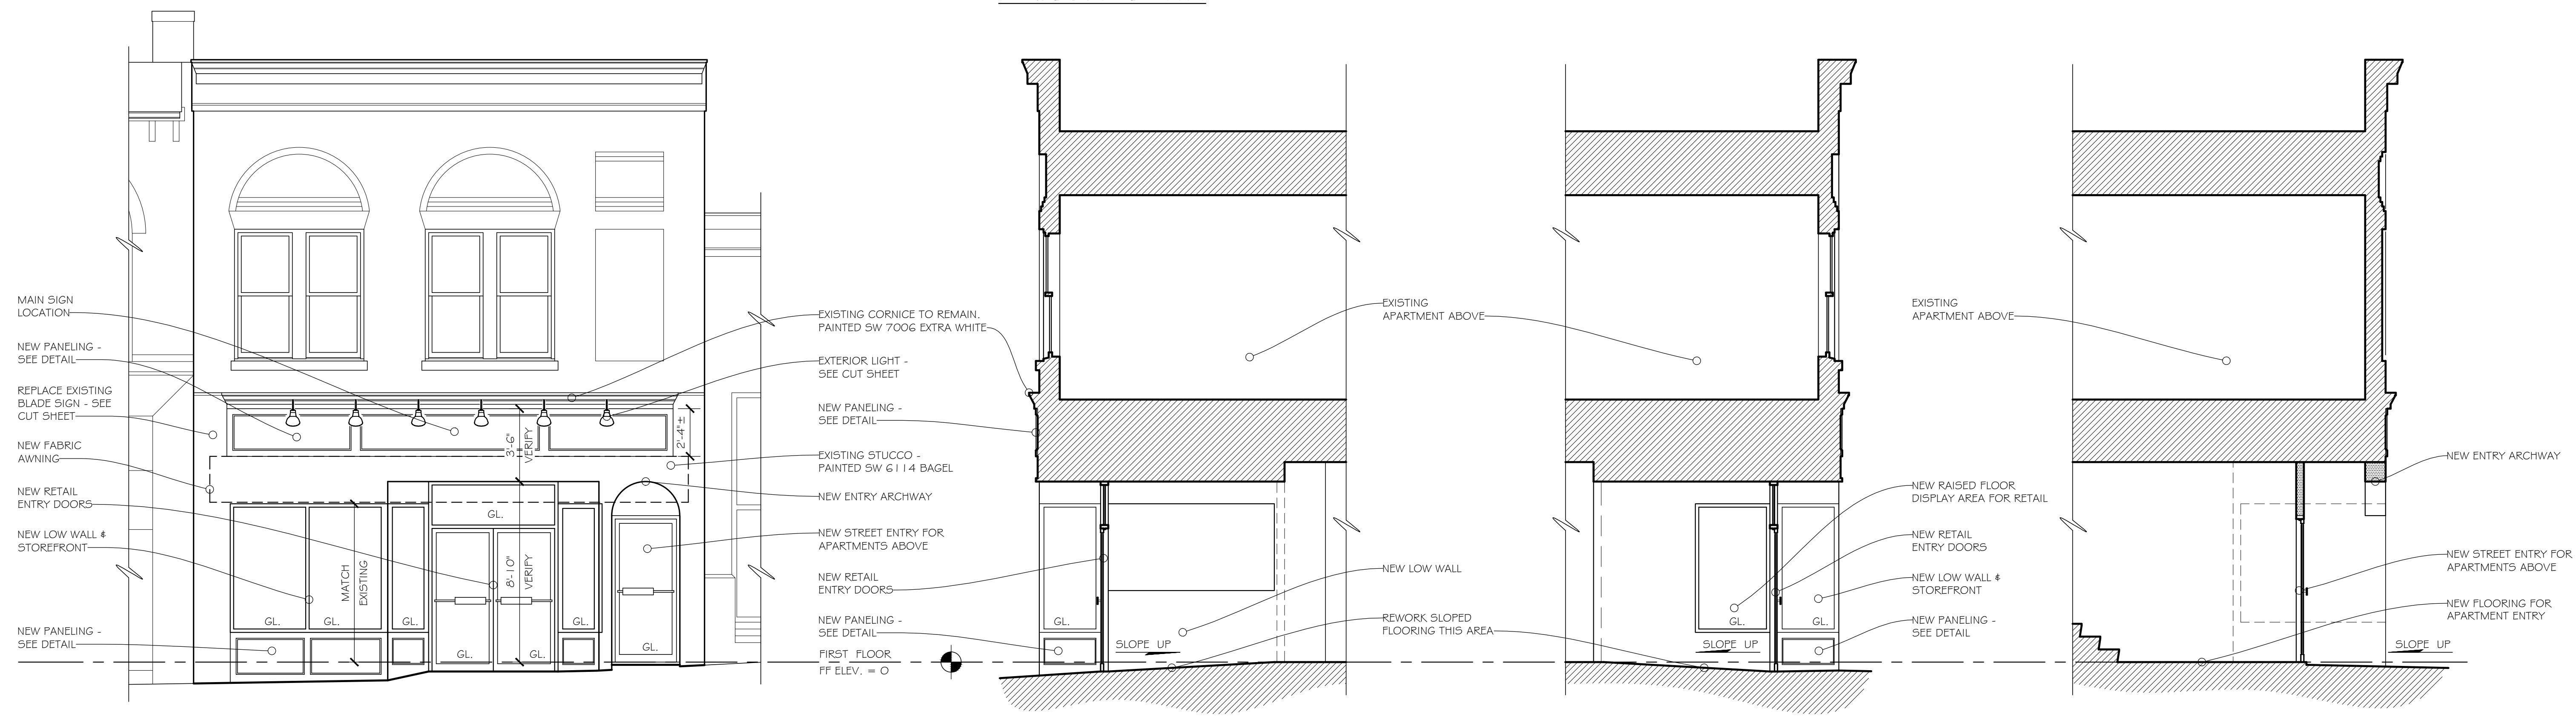 MAIN SIGN
LOCATION
NEW PANELING -
SEE DETAIL
REPLACE EXISTING
BLADE SIGN - SEE
CUT SHEET
NEW FABRIC
AWNING
NEW RETAIL
ENTRY DOORS
NEW LOW WALL &
STOREFRONT
NEW PANELING -
SEE DETAIL
2'-4"±
3'-6"
VERIFY
GL.
MATCH
EXISTING
8'-10"
VERIFY
GL.
GL.
GL.
GL.
GL.
GL.
GL.
EXISTING CORNICE TO REMAIN.
PAINTED SW 7006 EXTRA WHITE
EXTERIOR LIGHT -
SEE CUT SHEET
NEW PANELING -
SEE DETAIL
EXISTING STUCCO -
PAINTED SW 6114 BAGEL
NEW ENTRY ARCHWAY
NEW STREET ENTRY FOR
APARTMENTS ABOVE
NEW RETAIL
ENTRY DOORS
NEW PANELING -
SEE DETAIL
FIRST FLOOR
FF ELEV. = 0
GL.
SLOPE UP
EXISTING
APARTMENT ABOVE
NEW LOW WALL
REWORK SLOPED
FLOORING THIS AREA
GL.
GL.
SLOPE UP
EXISTING
APARTMENT ABOVE
NEW RAISED FLOOR
DISPLAY AREA FOR RETAIL
NEW RETAIL
ENTRY DOORS
NEW LOW WALL &
STOREFRONT
NEW PANELING -
SEE DETAIL
NEW ENTRY ARCHWAY
NEW STREET ENTRY FOR
APARTMENTS ABOVE
NEW FLOORING FOR
APARTMENT ENTRY
SLOPE UP